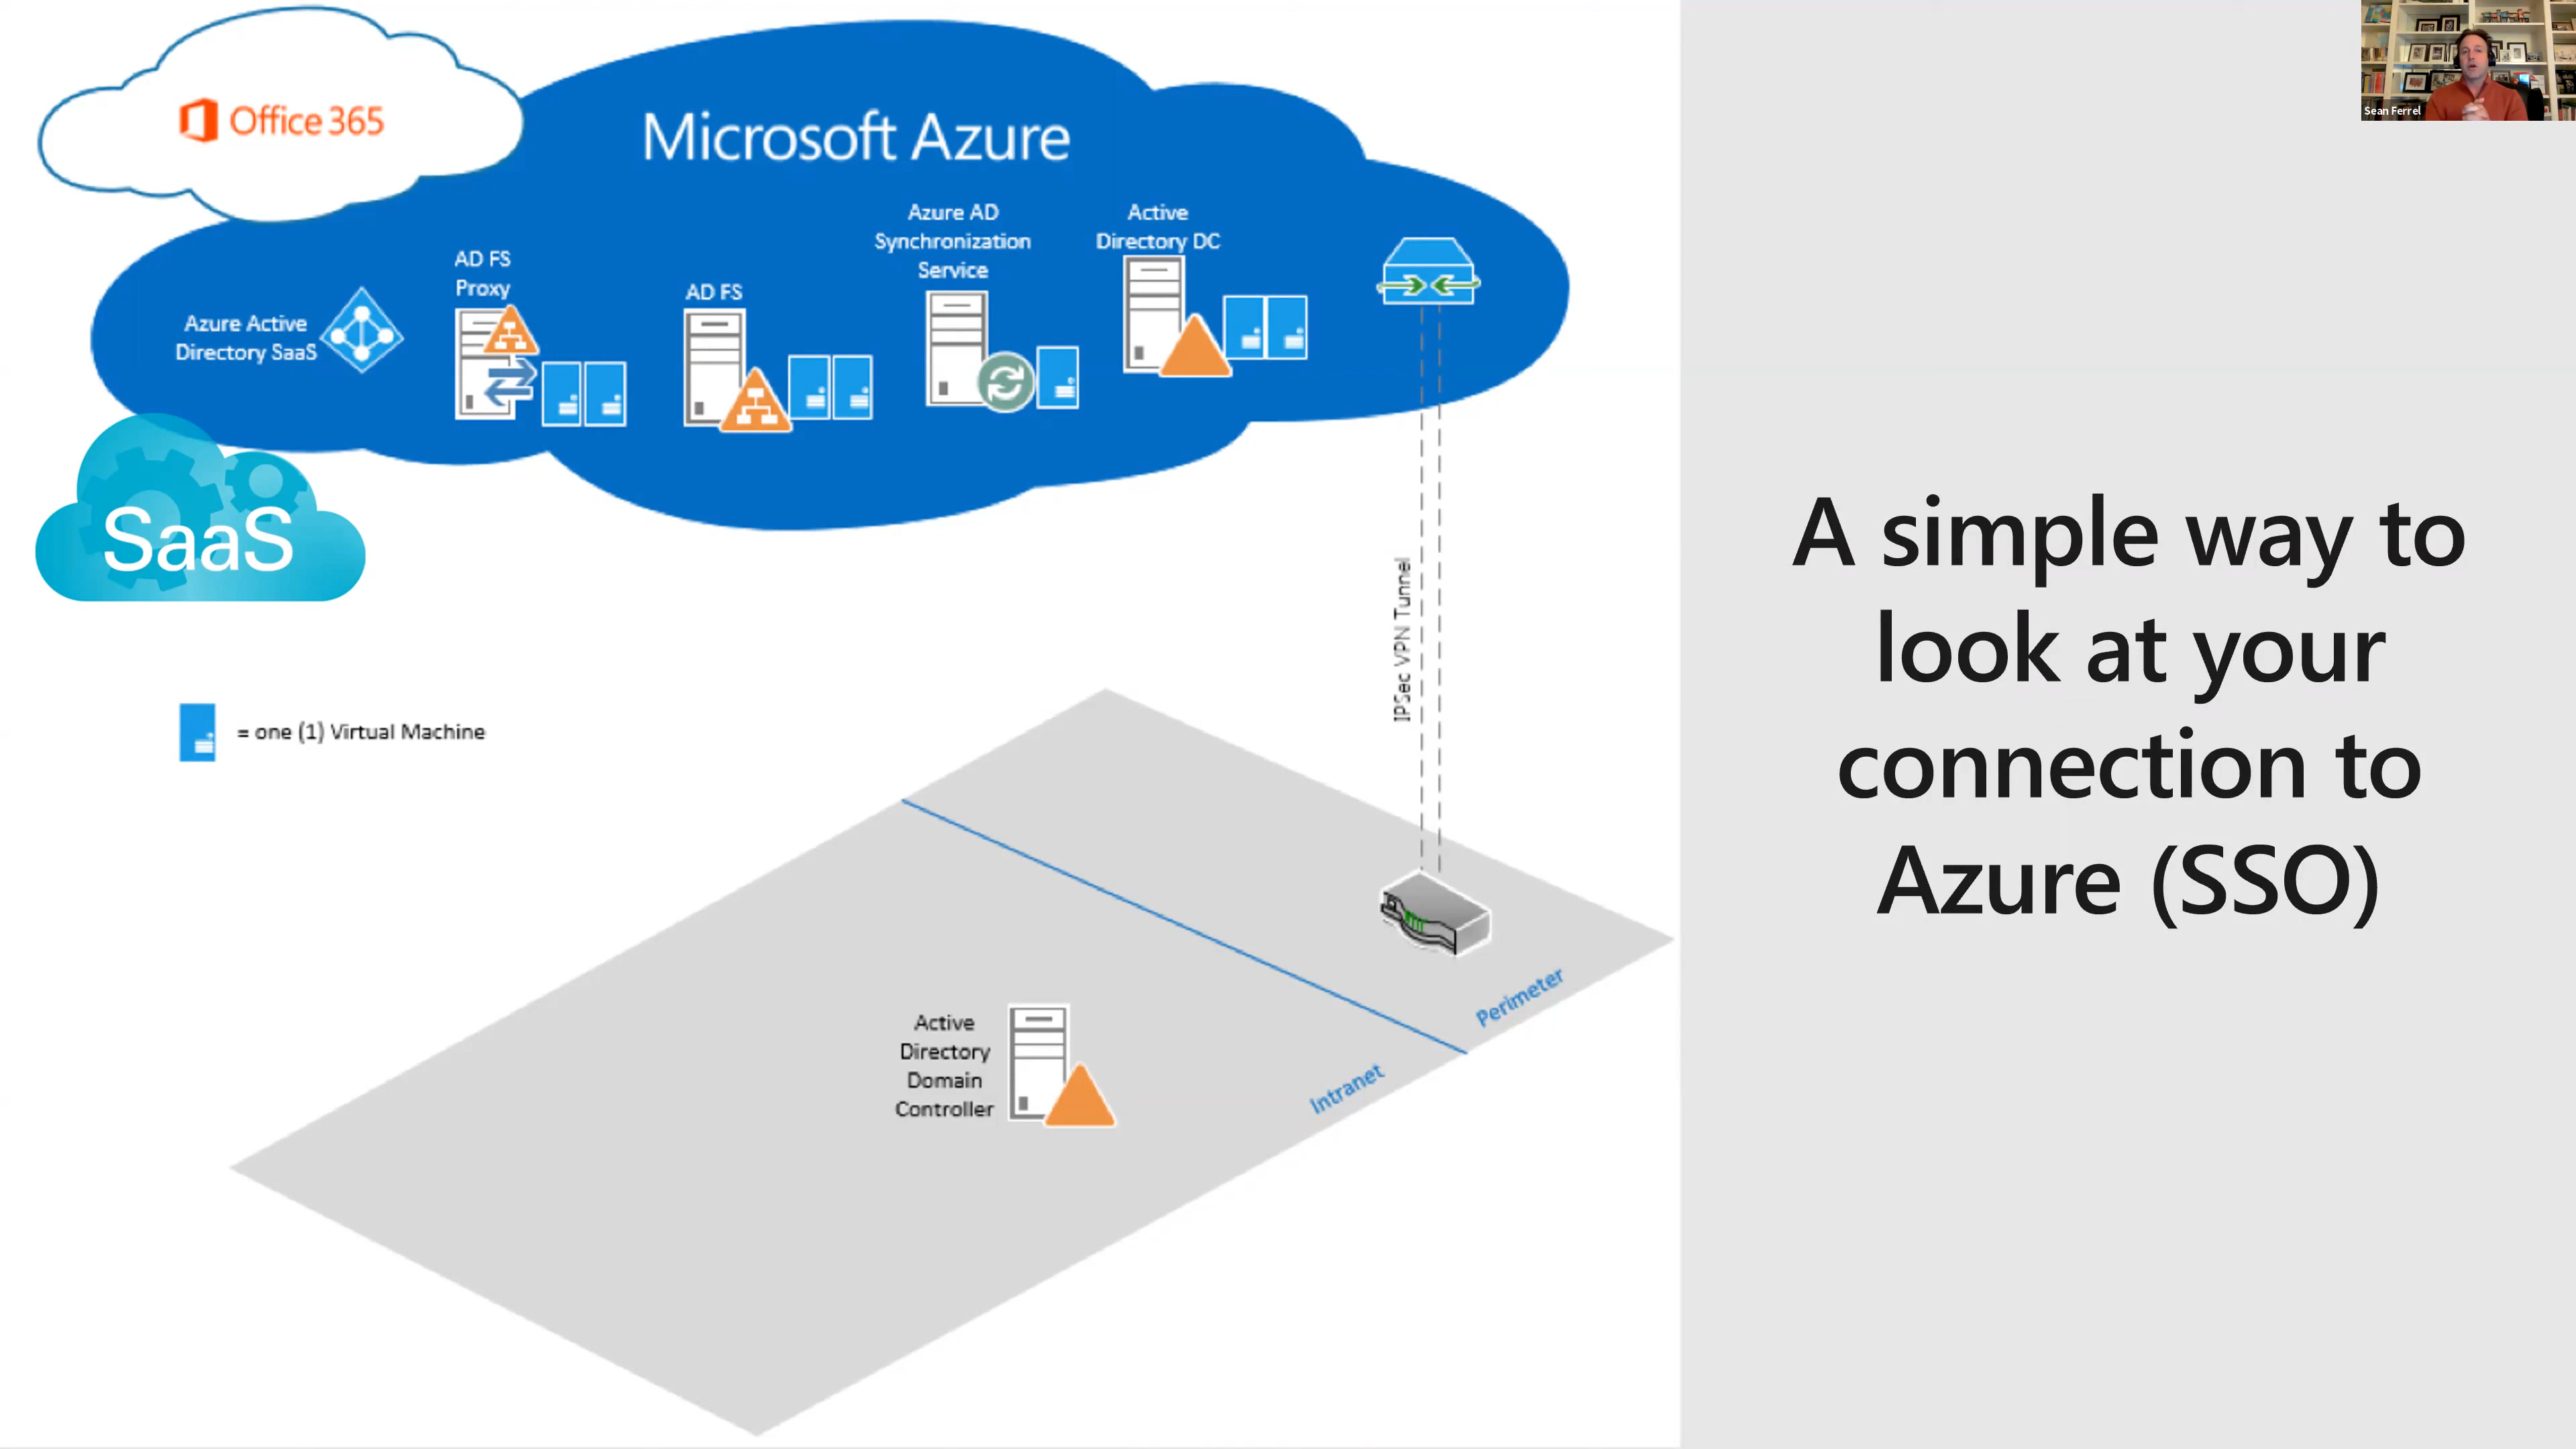 Office 365
Microsoft Azure
Azure Active
Directory SaaS
AD FS
Proxy
AD FS
Azure AD
Synchronization
Service
Active
Directory DC
SaaS
IPSec VPN Tunnel
= one (1) Virtual Machine
Active
Directory
Domain
Controller
Perimeter
Intranet
Sean Ferrel
A simple way to
look at your
connection to
Azure (SSO)